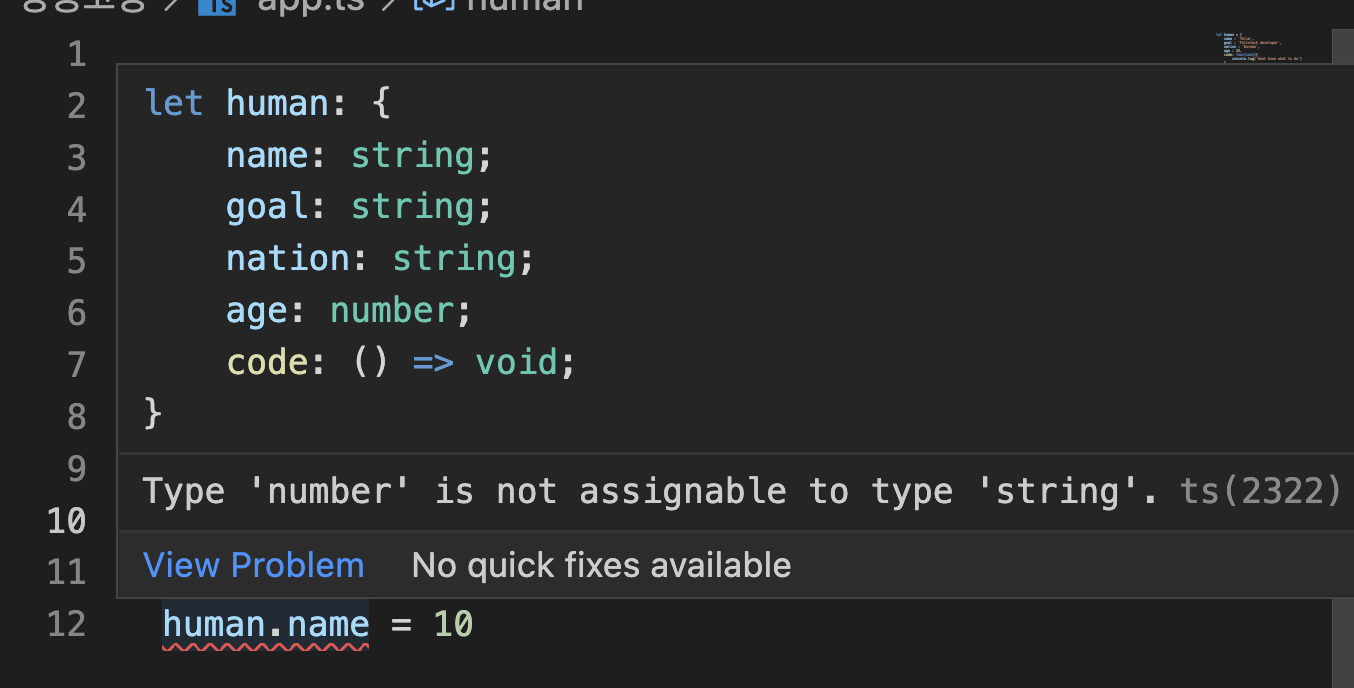 app.ts human
1
2 let human: {
3 name: string;
4 goal: string;
5 nation: string;
6 age: number;
7 code: () => void;
8 }
9
Type 'number' is not assignable to type 'string'. ts(2322)
10
11 View Problem No quick fixes available
12 human.name = 10